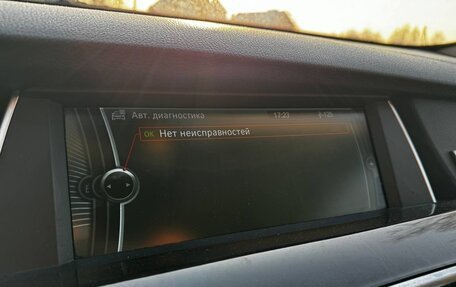 Авт. диагностика 17:23
OK Нет неисправностей